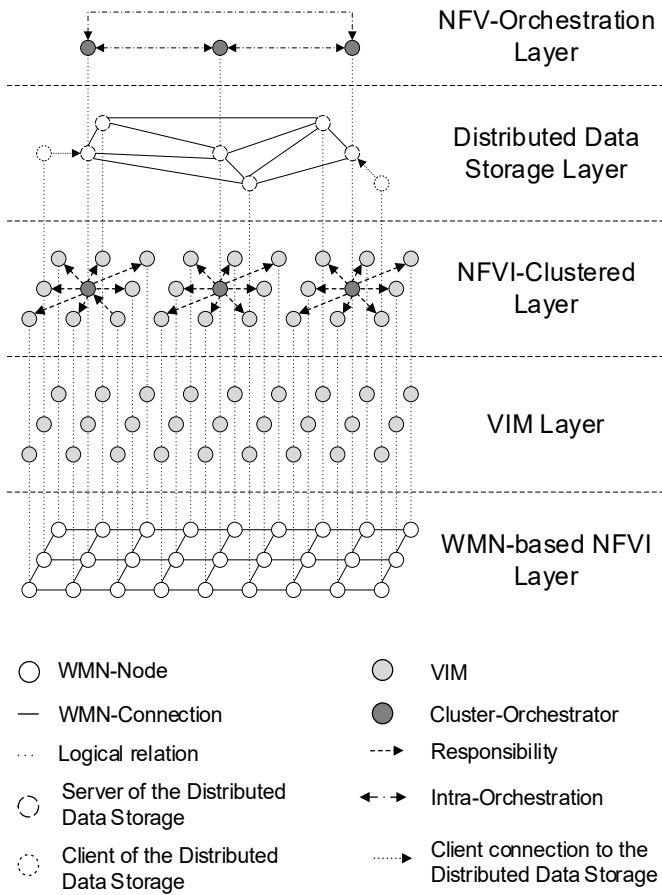 NFV-Orchestration
Layer
Distributed Data
Storage Layer
NFVI-Clustered
Layer
VIM Layer
WMN-based NFVI
Layer
WMN-Node
WMN-Connection
Logical relation
Server of the Distributed
Data Storage
Client of the Distributed
Data Storage
VIM
Cluster-Orchestrator
Responsibility
Intra-Orchestration
Client connection to the
Distributed Data Storage